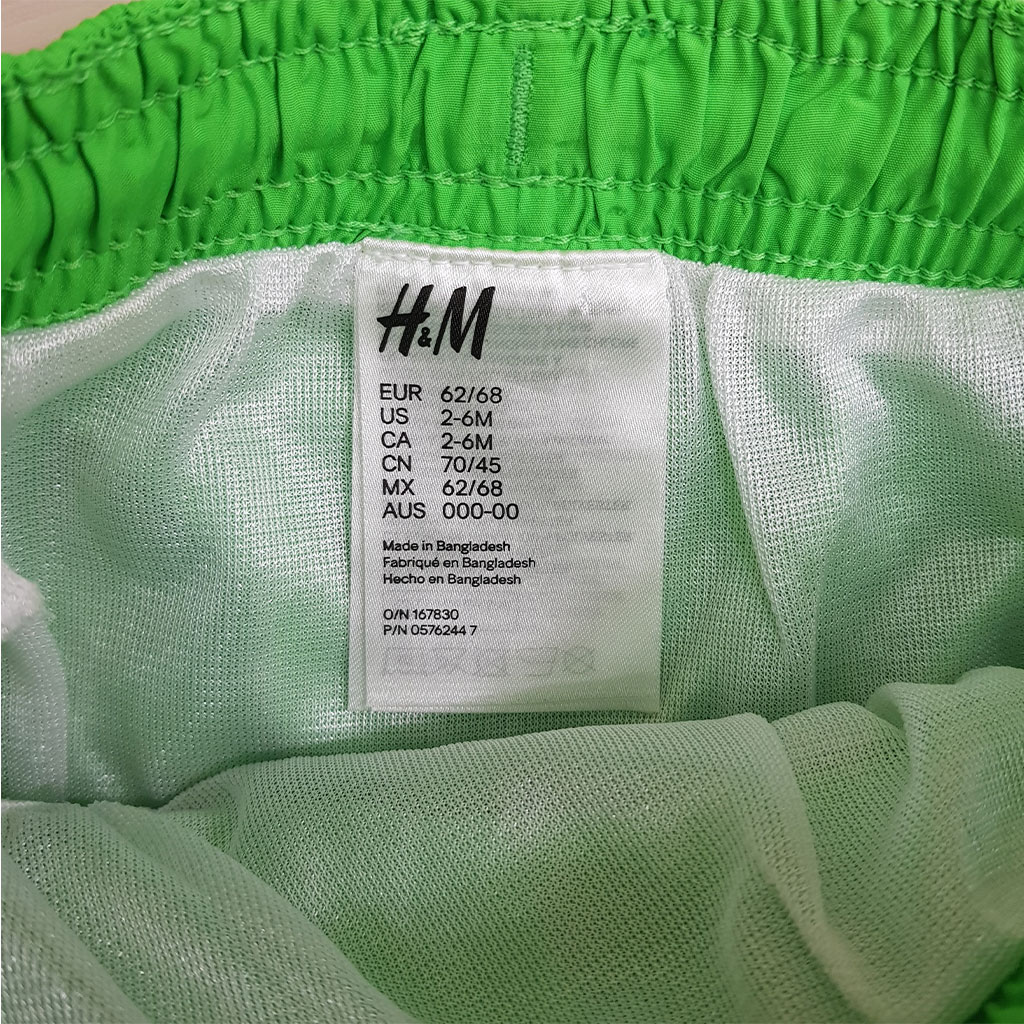 H&M
EUR 62/68
US 2-6M
CA 2-6M
CN 70/45
MX 62/68
AUS 000-00
Made in Bangladesh
Fabriqué en Bangladesh
Hecho en Bangladesh
O/N 167830
P/N 0576244 7